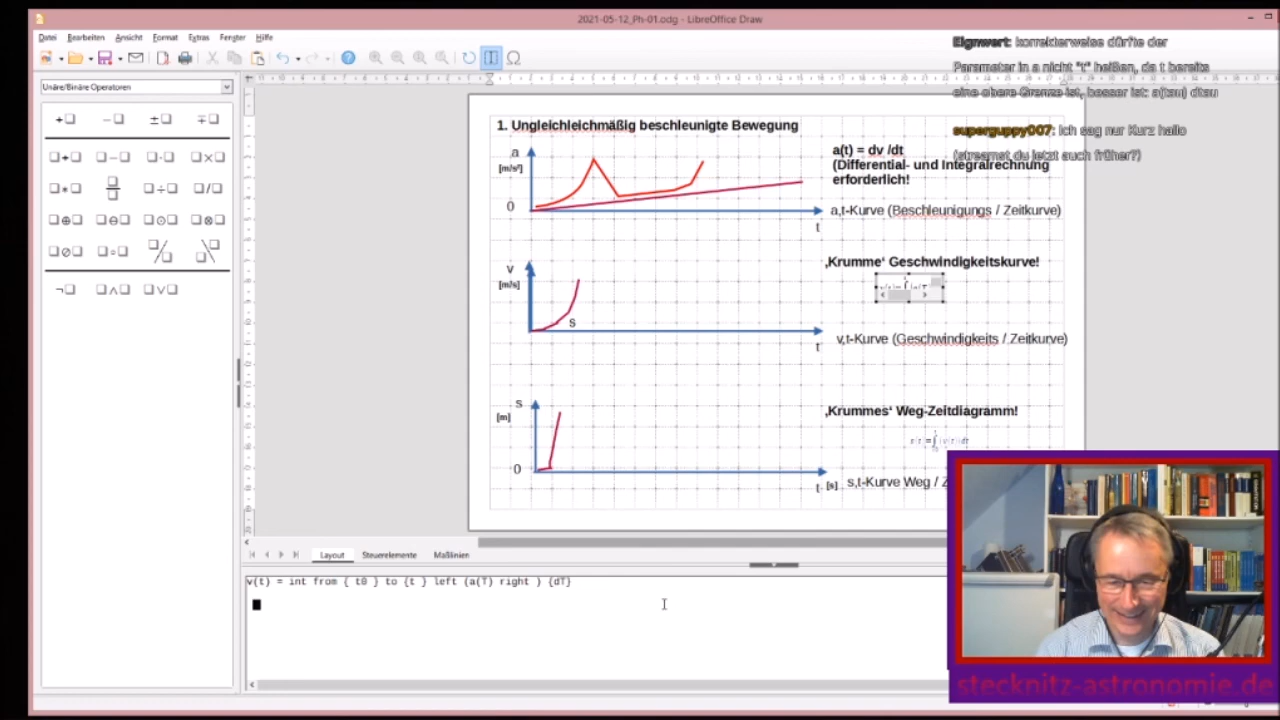 2021-05-12_Ph-01.odg - LibreOffice Draw
Datei Bearbeiten Ansicht Format Extras Fenster Hilfe
Unäre/Binäre Operatoren
Eignwert: korrekterweise dürfte der
Parameter in a nicht "t" heißen, da t bereits
eine obere Grenze ist, besser ist: a(tau) dtau
superguppy007: Ich sag nur Kurz hallo
(streamst du jetzt auch früher?)
1. Ungleichleichmäßig beschleunigte Bewegung
a
[m/s²]
0
t
a(t) = dv /dt
(Differential- und Integralrechnung
erforderlich!
a,t-Kurve (Beschleunigungs / Zeitkurve)
v
[m/s]
s
t
‚Krumme‘ Geschwindigkeitskurve!
v,t-Kurve (Geschwindigkeits / Zeitkurve)
s
[m]
0
t [s]
‚Krummes‘ Weg-Zeitdiagramm!
s,t-Kurve Weg /
Layout Steuerelemente Maßlinien
v(t) = int from { t0 } to {t } left (a(T) right ) {dT}
stecknitz-astronomie.de